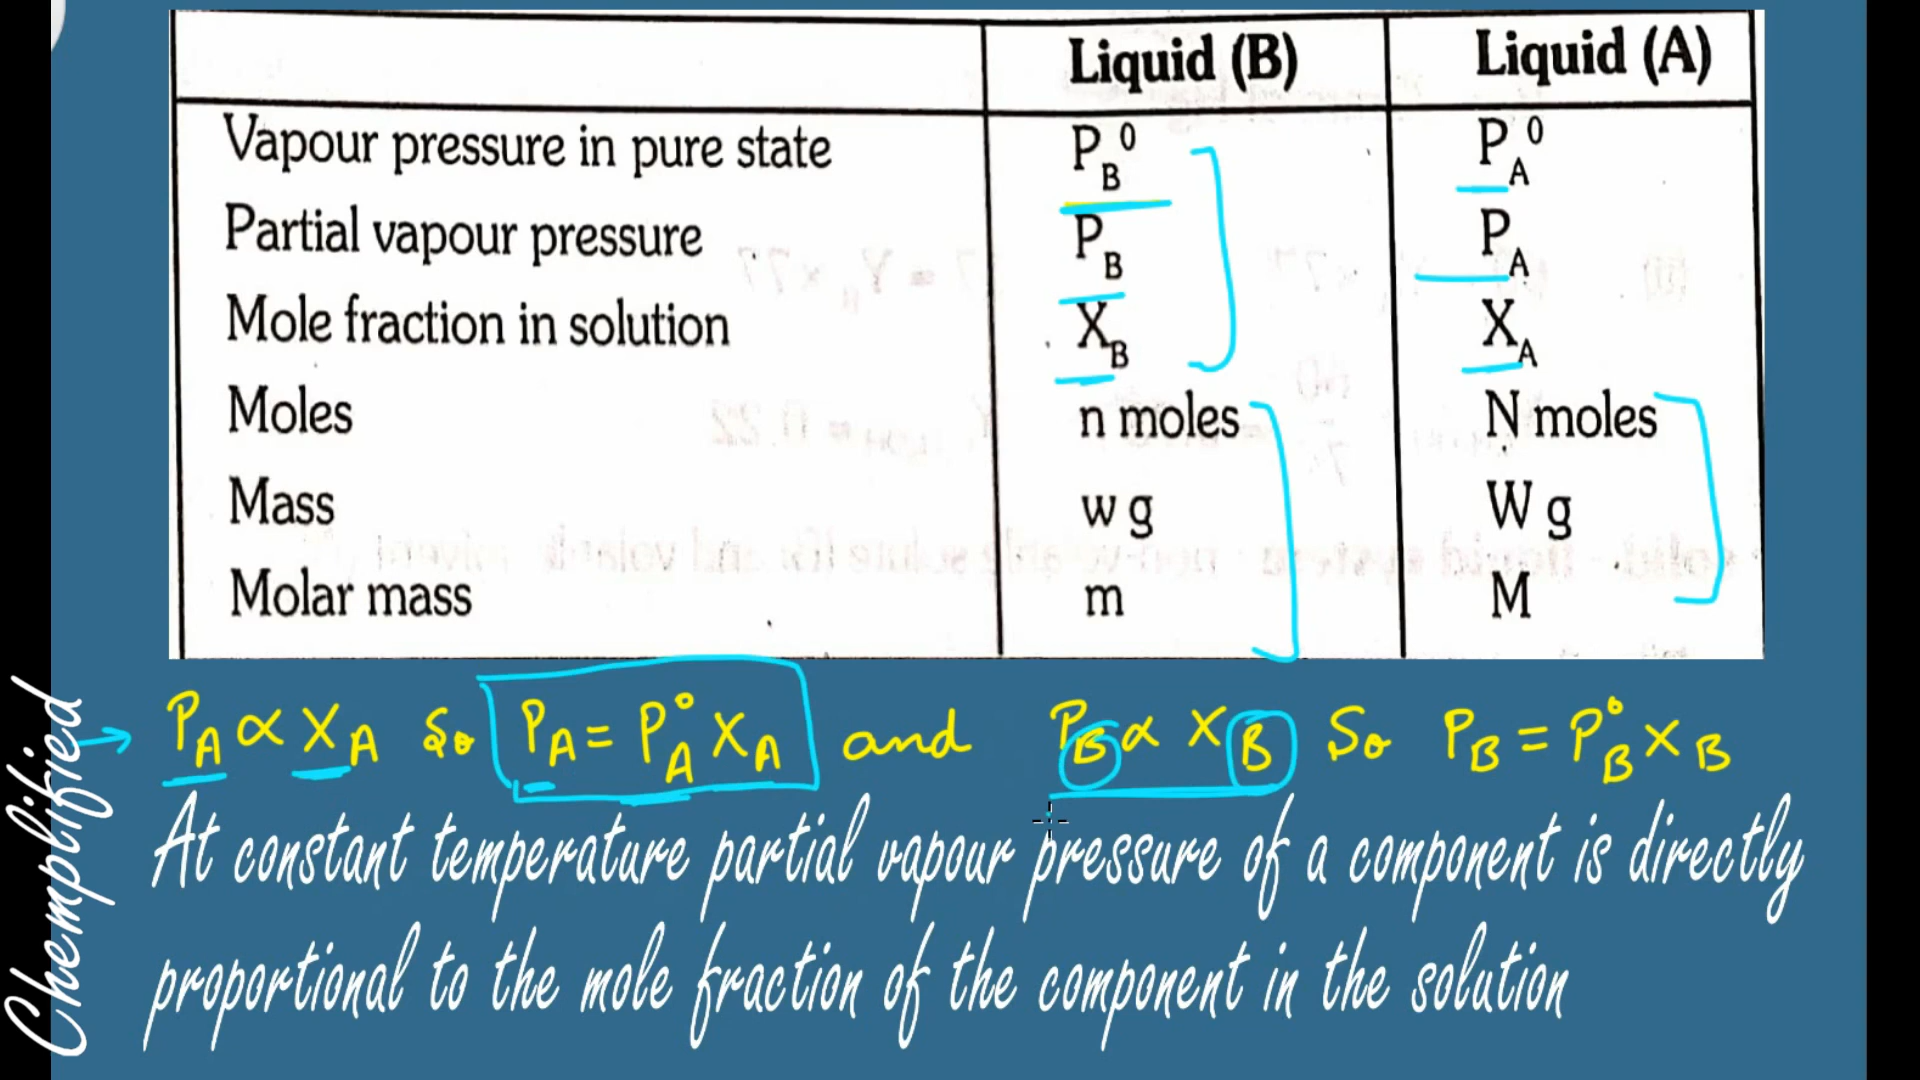 Liquid (B) Liquid (A)
Vapour pressure in pure state P_B^0 P_A^0
Partial vapour pressure P_B P_A
Mole fraction in solution X_B X_A
Moles n moles N moles
Mass w g W g
Molar mass m M
P_A ∝ X_A So P_A = P_A^0 X_A and P_B ∝ X_B So P_B = P_B^0 X_B
At constant temperature partial vapour pressure of a component is directly
proportional to the mole fraction of the component in the solution
Chemplified